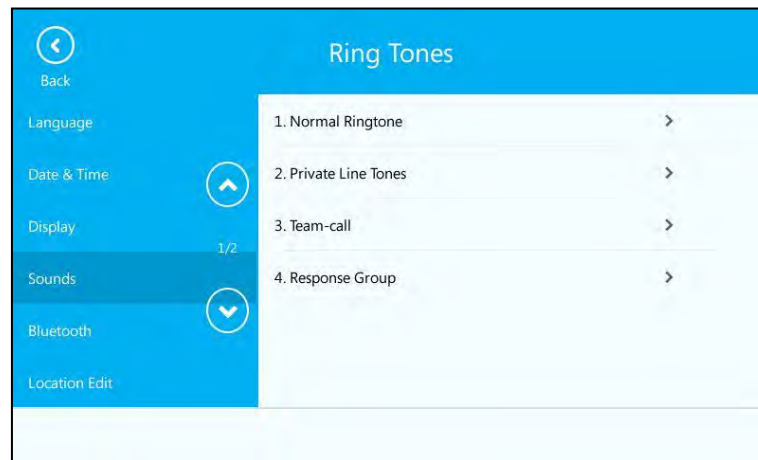 Ring Tones
Back
Language
Date & Time
Display
1/2
Sounds
Bluetooth
Location Edit
1. Normal Ringtone
2. Private Line Tones
3. Team-call
4. Response Group